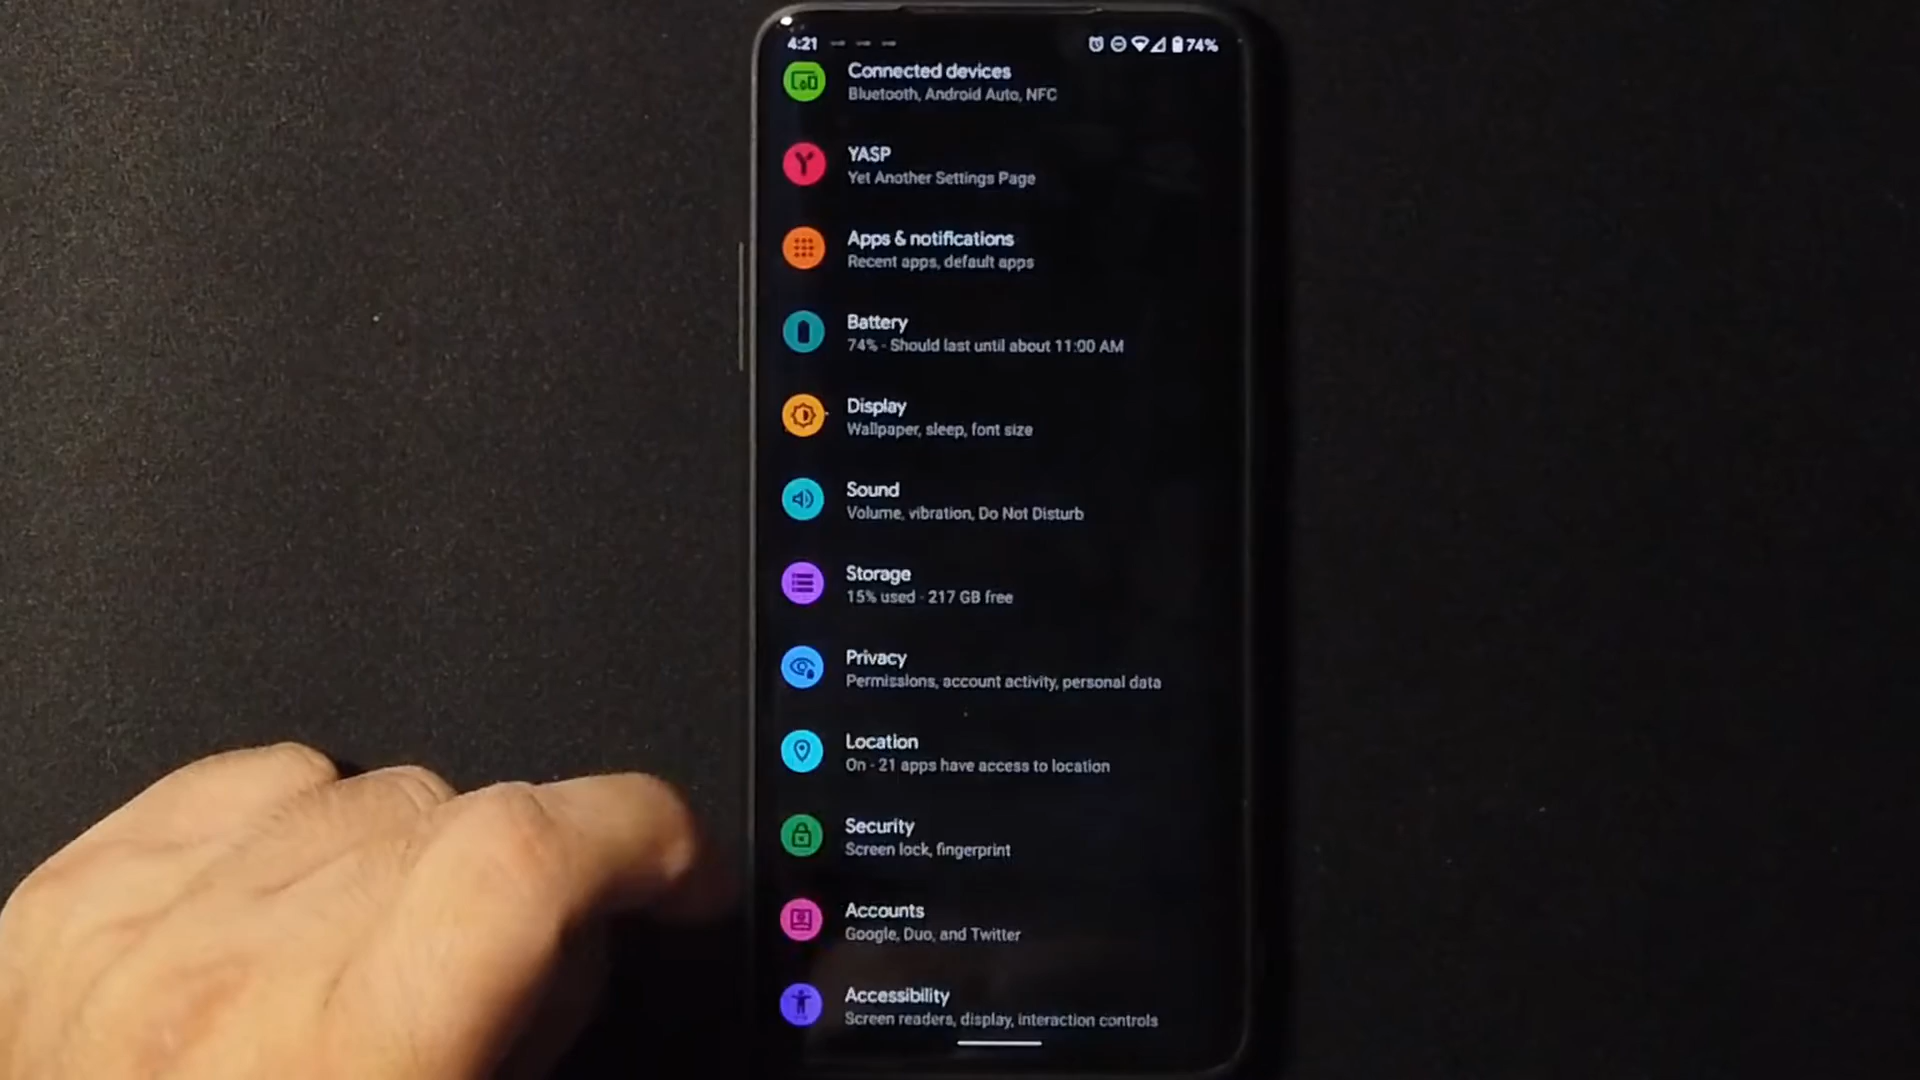 4:21
74%
Connected devices
Bluetooth, Android Auto, NFC
YASP
Yet Another Settings Page
Apps & notifications
Recent apps, default apps
Battery
74% - Should last until about 11:00 AM
Display
Wallpaper, sleep, font size
Sound
Volume, vibration, Do Not Disturb
Storage
15% used - 217 GB free
Privacy
Permissions, account activity, personal data
Location
On - 21 apps have access to location
Security
Screen lock, fingerprint
Accounts
Google, Duo, and Twitter
Accessibility
Screen readers, display, interaction controls